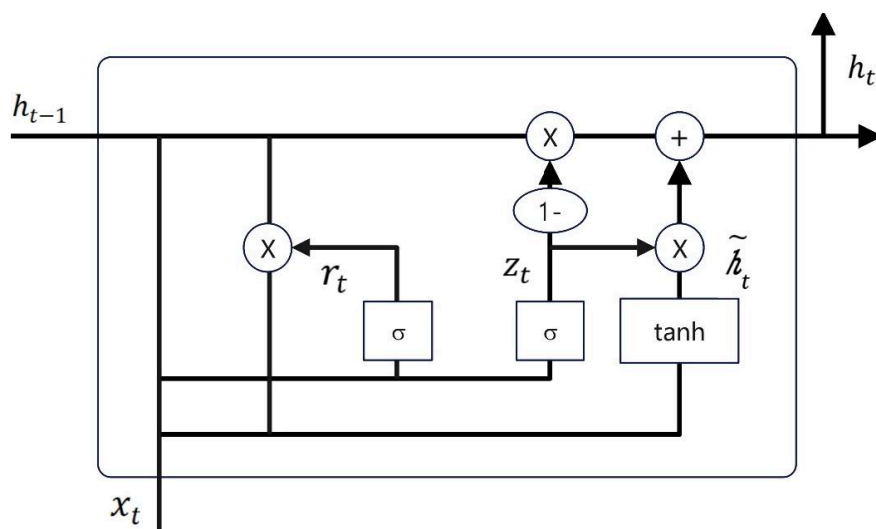 h_t
h_{t-1}
X
+
1-
X
r_t
z_t
X
h̃_t
σ
σ
tanh
x_t